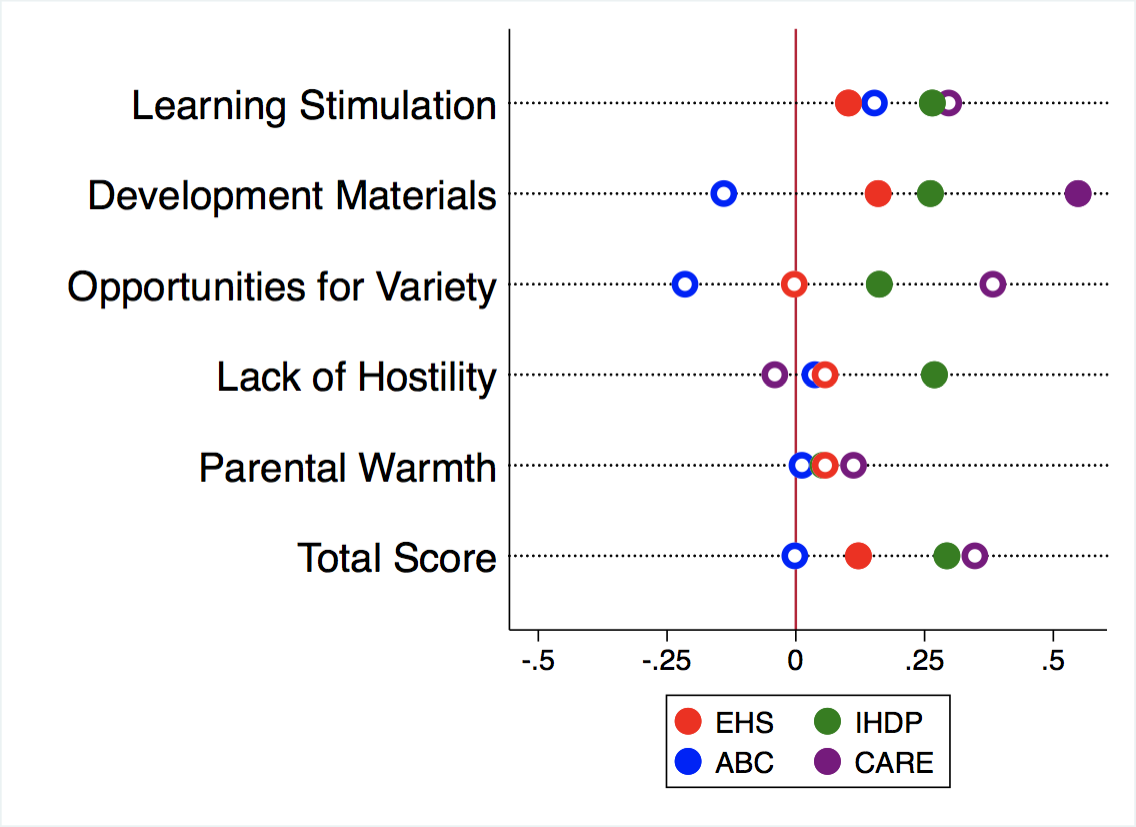 Learning Stimulation
Development Materials
Opportunities for Variety
Lack of Hostility
Parental Warmth
Total Score
-.5 -.25 0 .25 .5
EHS IHDP
ABC CARE